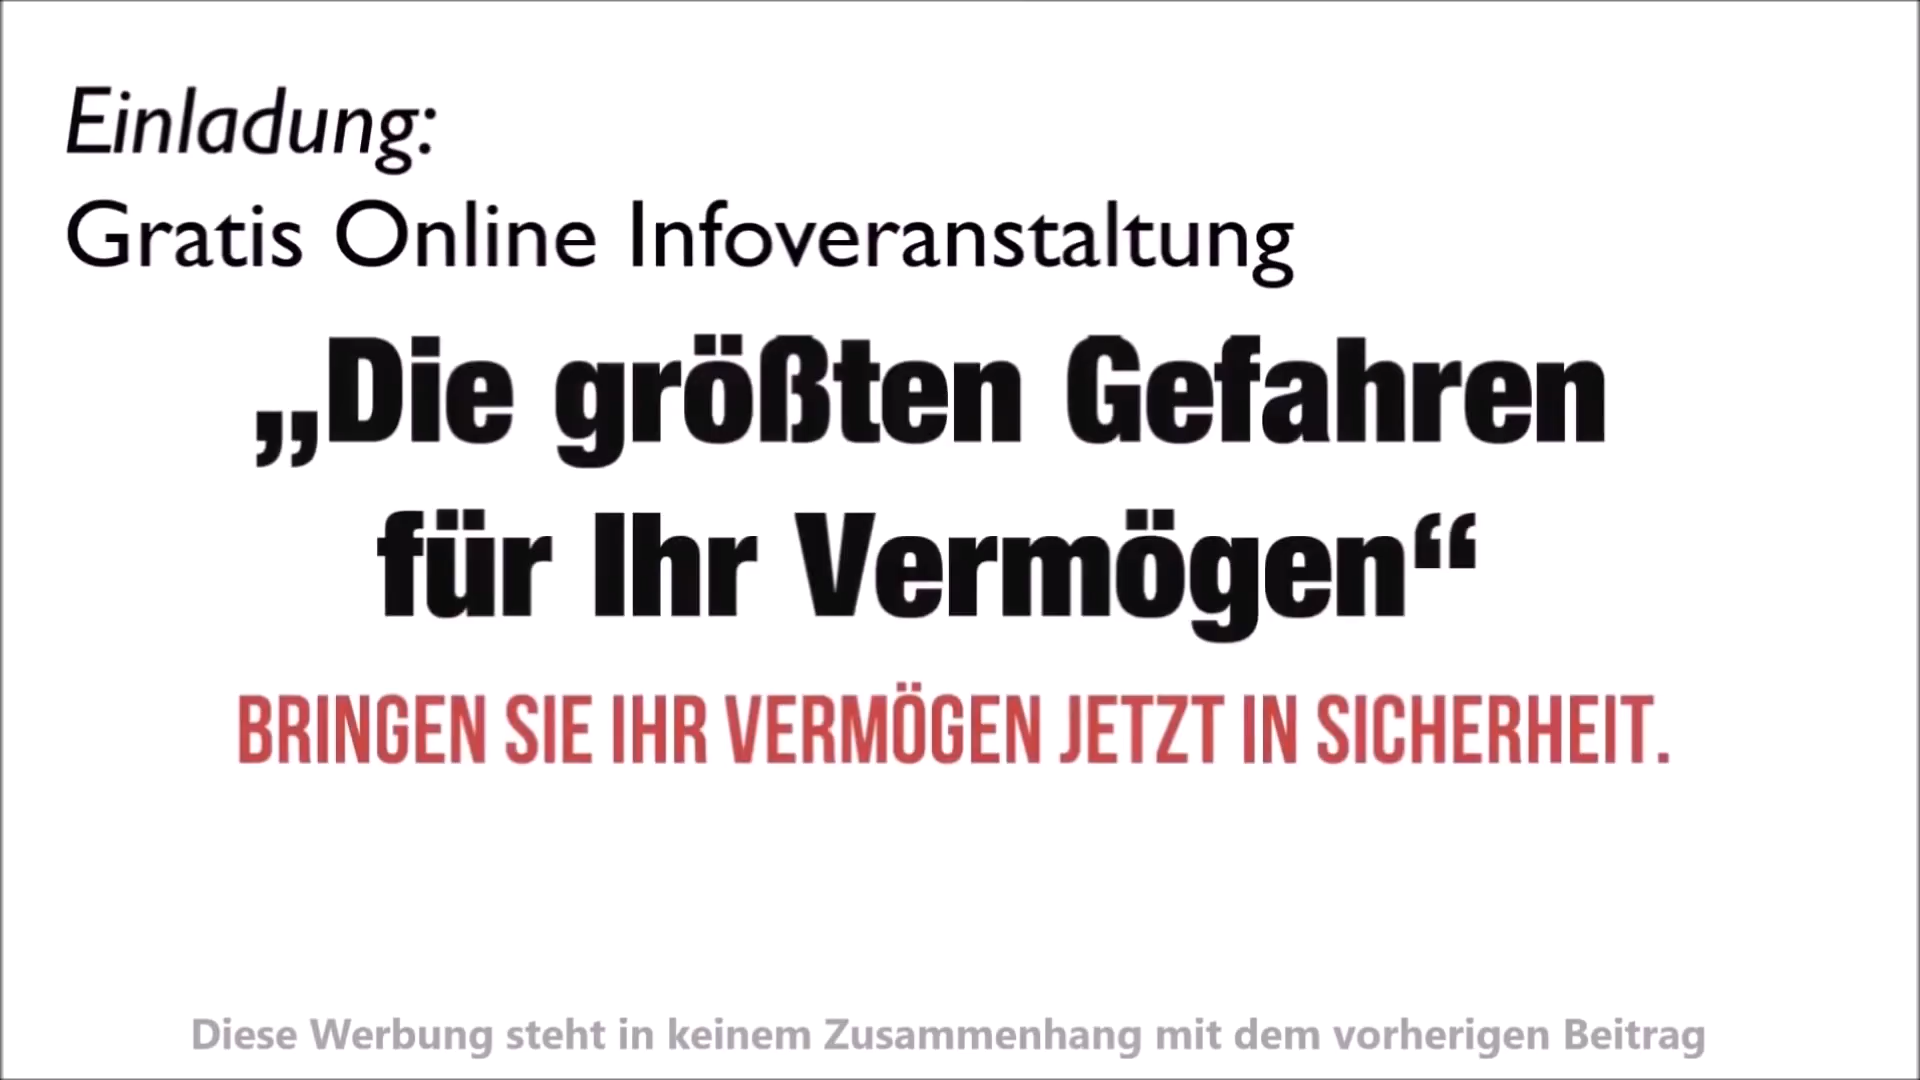 Einladung:
Gratis Online Infoveranstaltung
„Die größten Gefahren
für Ihr Vermögen“
BRINGEN SIE IHR VERMÖGEN JETZT IN SICHERHEIT.
Diese Werbung steht in keinem Zusammenhang mit dem vorherigen Beitrag